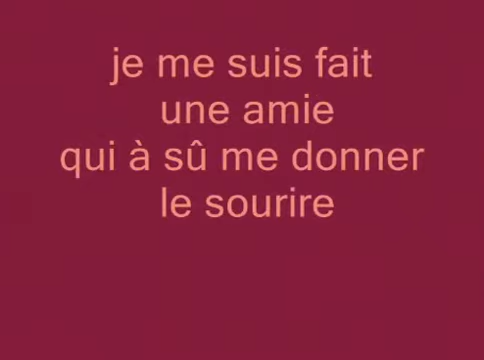 je me suis fait
une amie
qui à sû me donner
le sourire